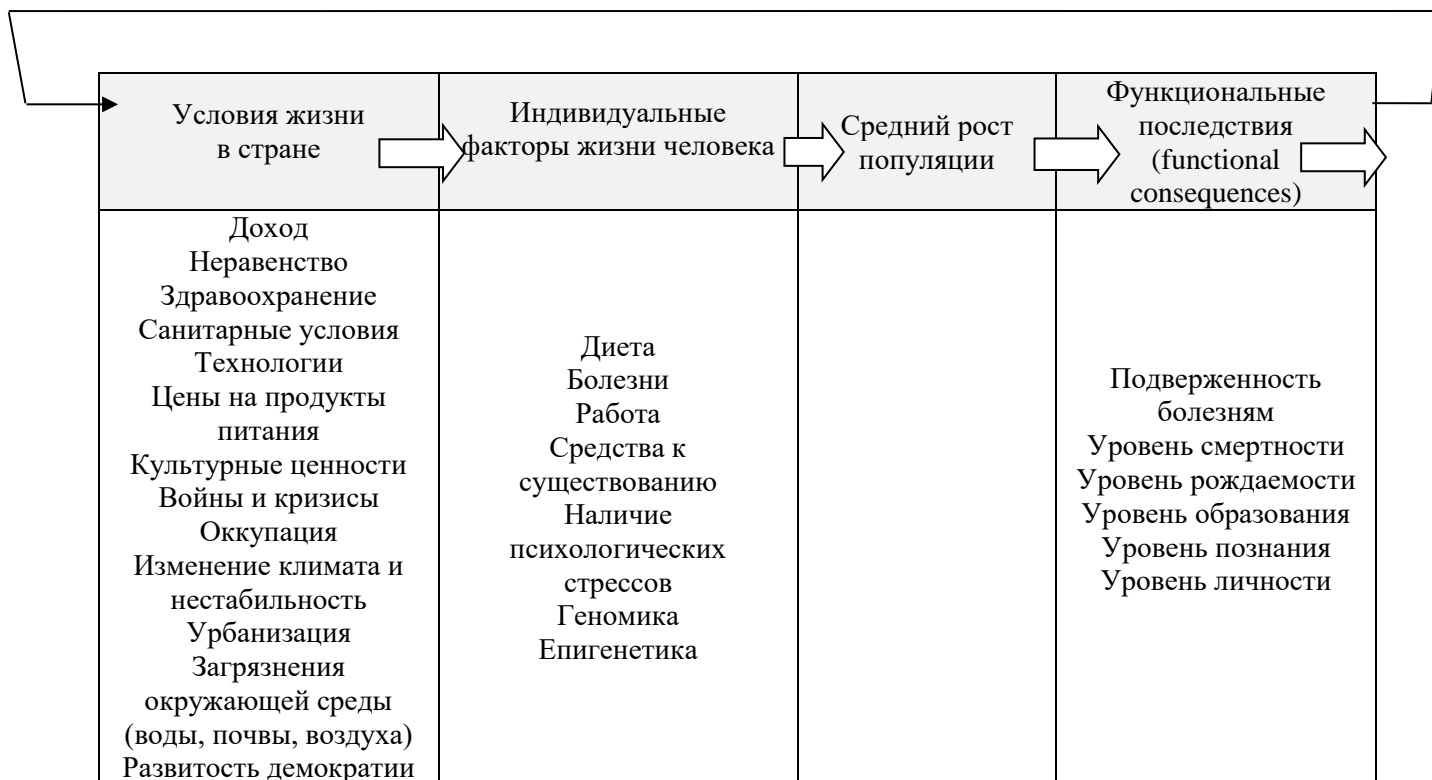 Условия жизни
в стране
Индивидуальные
факторы жизни человека
Средний рост
популяции
Функциональные
последствия
(functional
consequences)
Доход
Неравенство
Здравоохранение
Санитарные условия
Технологии
Цены на продукты
питания
Культурные ценности
Войны и кризисы
Оккупация
Изменение климата и
нестабильность
Урбанизация
Загрязнения
окружающей среды
(воды, почвы, воздуха)
Развитость демократии
Диета
Болезни
Работа
Средства к
существованию
Наличие
психологических
стрессов
Геномика
Епигенетика
Подверженность
болезням
Уровень смертности
Уровень рождаемости
Уровень образования
Уровень познания
Уровень личности